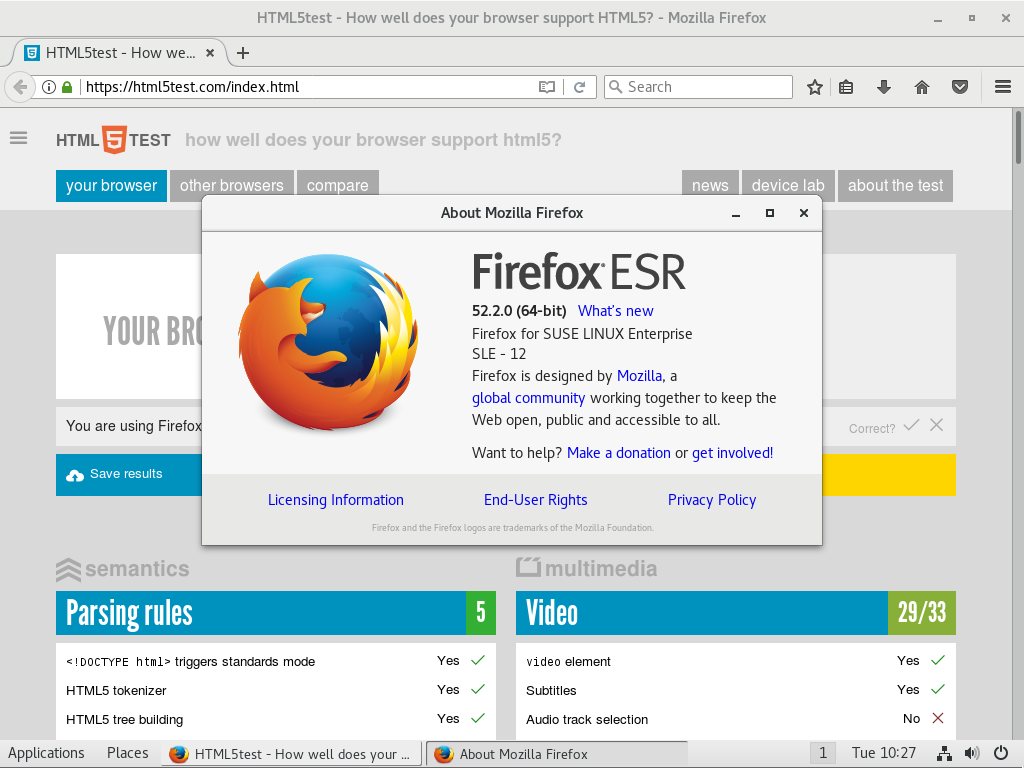 HTML5test - How well does your browser support HTML5? - Mozilla Firefox
HTML5test - How we...
https://html5test.com/index.html
Search
HTML 5 TEST how well does your browser support html5?
your browser other browsers compare news device lab about the test
About Mozilla Firefox
Firefox ESR
52.2.0 (64-bit) What's new
Firefox for SUSE LINUX Enterprise
SLE - 12
Firefox is designed by Mozilla, a
global community working together to keep the
Web open, public and accessible to all.
Want to help? Make a donation or get involved!
Licensing Information End-User Rights Privacy Policy
Firefox and the Firefox logos are trademarks of the Mozilla Foundation.
YOUR BRO
You are using Firefox
Correct?
Save results
semantics
Parsing rules 5
<!DOCTYPE html> triggers standards mode Yes
HTML5 tokenizer Yes
HTML5 tree building Yes
multimedia
Video 29/33
video element Yes
Subtitles Yes
Audio track selection No
Applications Places HTML5test - How well does your ... About Mozilla Firefox 1 Tue 10:27